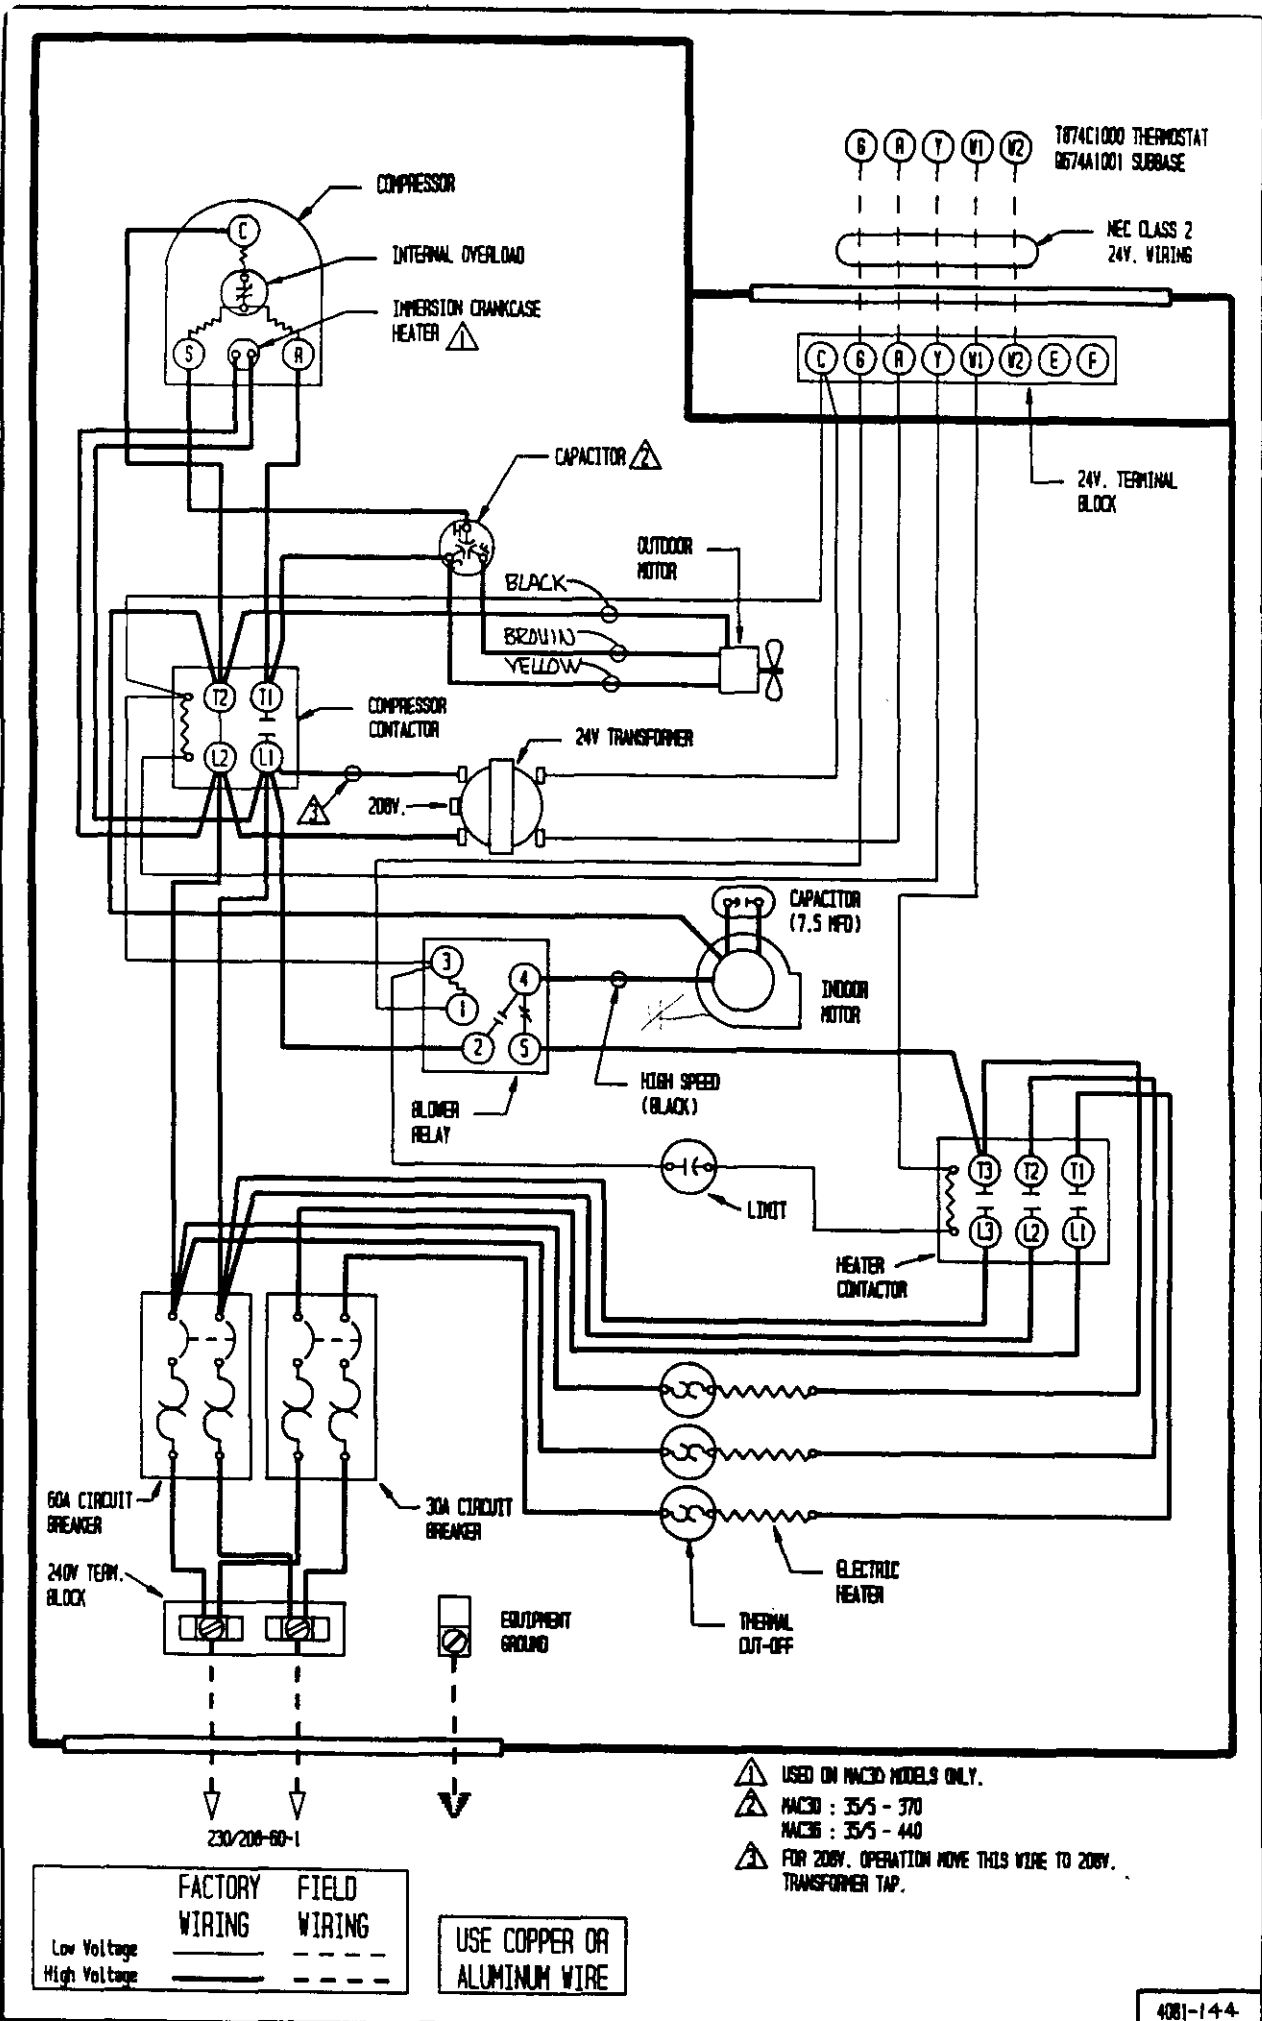 T874C1000 THERMOSTAT
Q674A1001 SUBBASE
G R Y W1 W2
NEC CLASS 2
24V. WIRING
COMPRESSOR
C
INTERNAL OVERLOAD
IMMERSION CRANKCASE
HEATER 1
S R
C G R Y W1 W2 E F
24V. TERMINAL
BLOCK
CAPACITOR 2
H
C
OUTDOOR
MOTOR
BLACK
BROWN
YELLOW
T2 T1
L2 L1
COMPRESSOR
CONTACTOR
24V TRANSFORMER
3
208V.
CAPACITOR
(7.5 MFD)
INDOOR
MOTOR
3 4
1
2 5
HIGH SPEED
(BLACK)
BLOWER
RELAY
LIMIT
T3 T2 T1
L3 L2 L1
HEATER
CONTACTOR
60A CIRCUIT
BREAKER
30A CIRCUIT
BREAKER
240V TERM.
BLOCK
EQUIPMENT
GROUND
ELECTRIC
HEATER
THERMAL
CUT-OFF
230/208-60-1
1 USED ON MAC30 MODELS ONLY.
2 MAC30 : 35/5 - 370
MAC36 : 35/5 - 440
3 FOR 208V. OPERATION MOVE THIS WIRE TO 208V.
TRANSFORMER TAP.
FACTORY WIRING
FIELD WIRING
Low Voltage
High Voltage
USE COPPER OR
ALUMINUM WIRE
4081-144